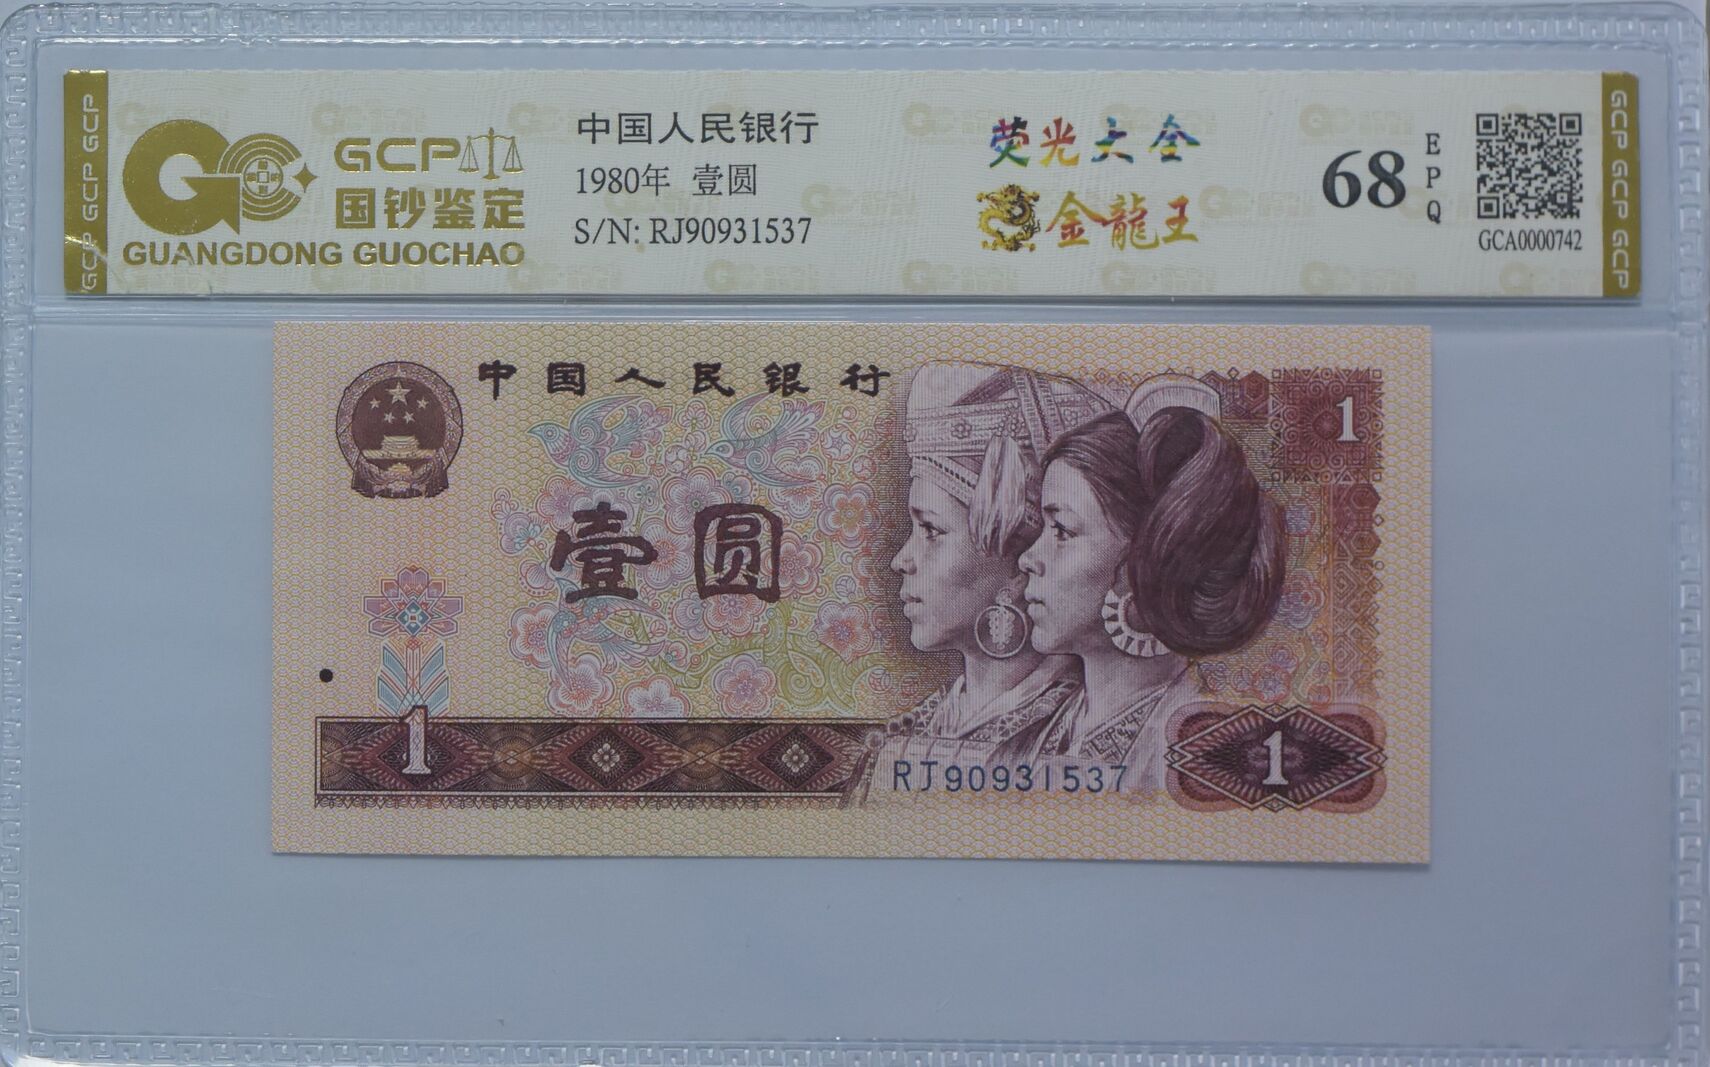 GCP
国钞鉴定
GUANGDONG GUOCHAO
中国人民银行
1980年 壹圆
S/N: RJ90931537
荧光大全
金龍王
68
EPQ
GCA0000742
GCP GCP GCP
GCP GCP GCP
中国人民银行
1
壹圆
1
RJ90931537
1